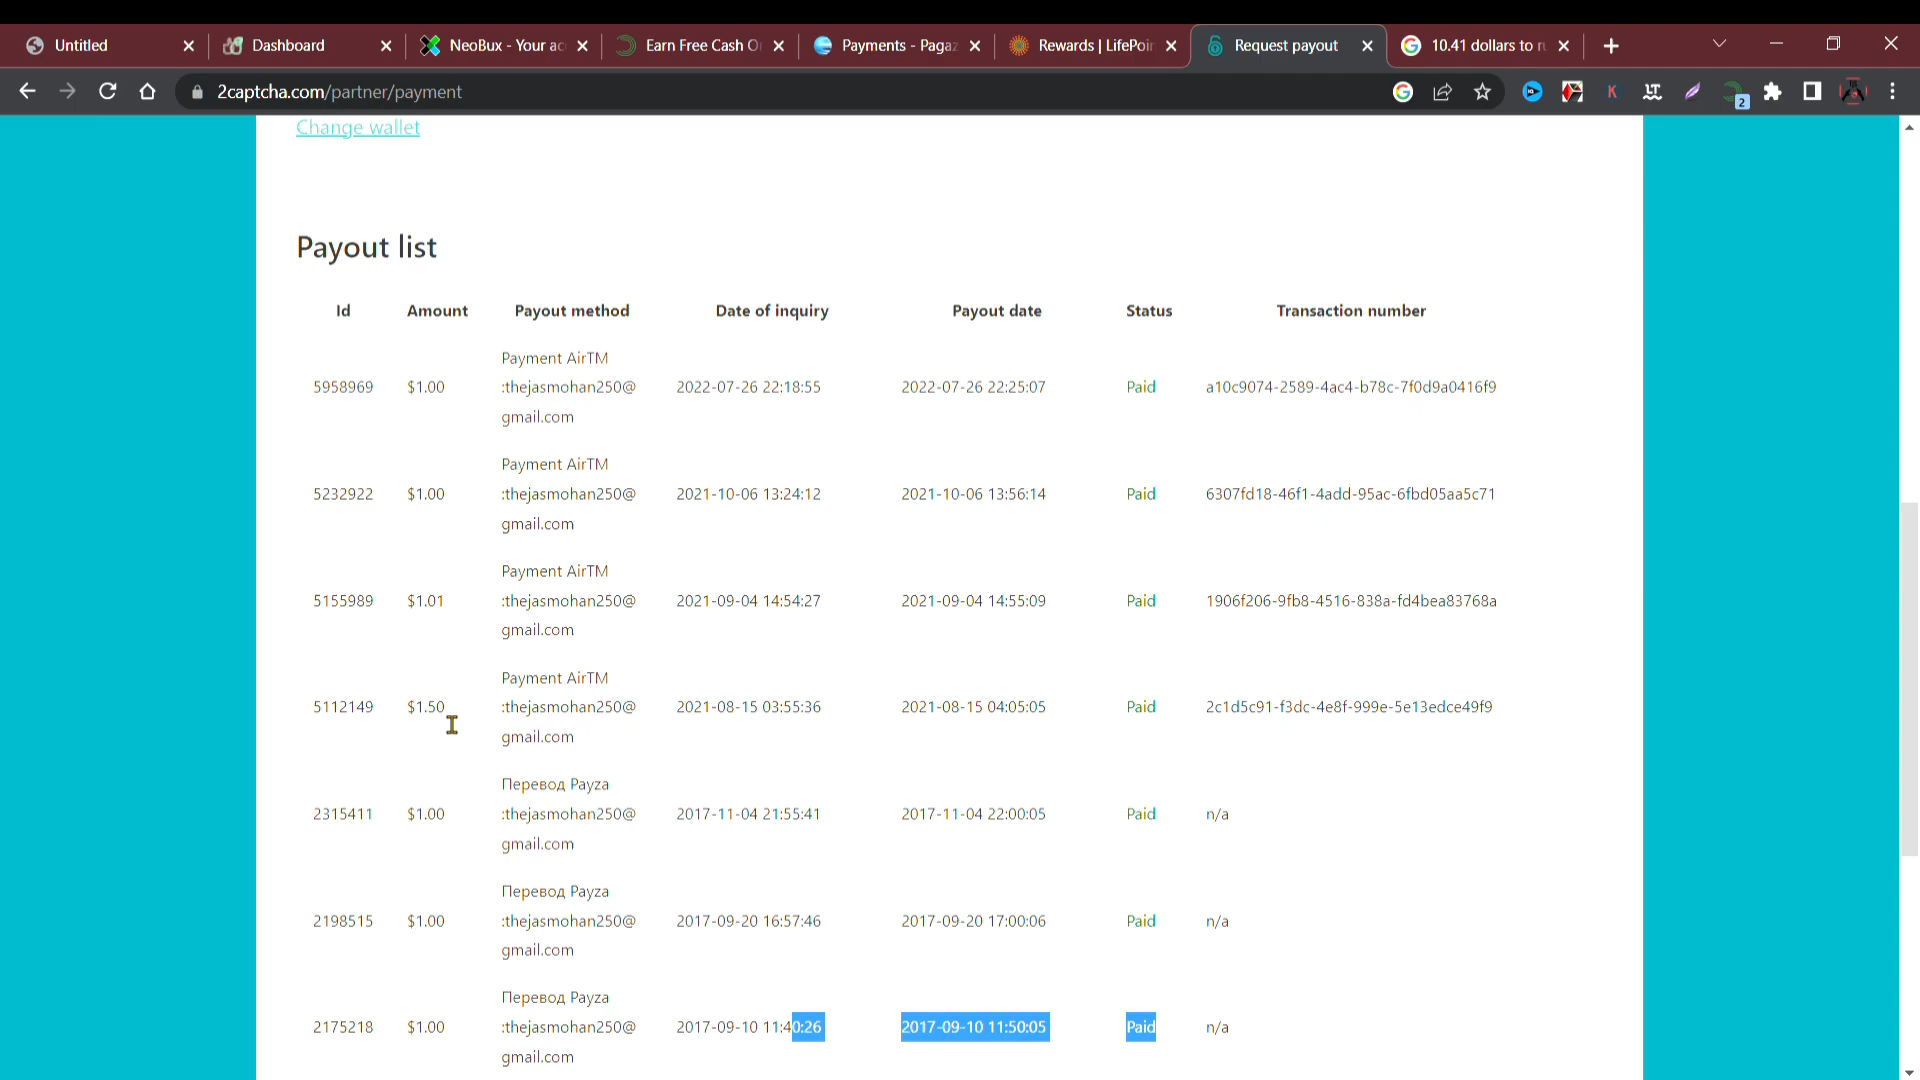 Untitled
Dashboard
NeoBux - Your ac
Earn Free Cash O
Payments - Pagaz
Rewards | LifePoin
Request payout
10.41 dollars to ru
2captcha.com/partner/payment
2
Change wallet
Payout list
Id Amount Payout method Date of inquiry Payout date Status Transaction number
Payment AirTM
5958969 $1.00 :thejasmohan250@ 2022-07-26 22:18:55 2022-07-26 22:25:07 Paid a10c9074-2589-4ac4-b78c-7f0d9a0416f9
gmail.com
Payment AirTM
5232922 $1.00 :thejasmohan250@ 2021-10-06 13:24:12 2021-10-06 13:56:14 Paid 6307fd18-46f1-4add-95ac-6fbd05aa5c71
gmail.com
Payment AirTM
5155989 $1.01 :thejasmohan250@ 2021-09-04 14:54:27 2021-09-04 14:55:09 Paid 1906f206-9fb8-4516-838a-fd4bea83768a
gmail.com
Payment AirTM
5112149 $1.50 :thejasmohan250@ 2021-08-15 03:55:36 2021-08-15 04:05:05 Paid 2c1d5c91-f3dc-4e8f-999e-5e13edce49f9
gmail.com
Перевод Payza
2315411 $1.00 :thejasmohan250@ 2017-11-04 21:55:41 2017-11-04 22:00:05 Paid n/a
gmail.com
Перевод Payza
2198515 $1.00 :thejasmohan250@ 2017-09-20 16:57:46 2017-09-20 17:00:06 Paid n/a
gmail.com
Перевод Payza
2175218 $1.00 :thejasmohan250@ 2017-09-10 11:40:26 2017-09-10 11:50:05 Paid n/a
gmail.com